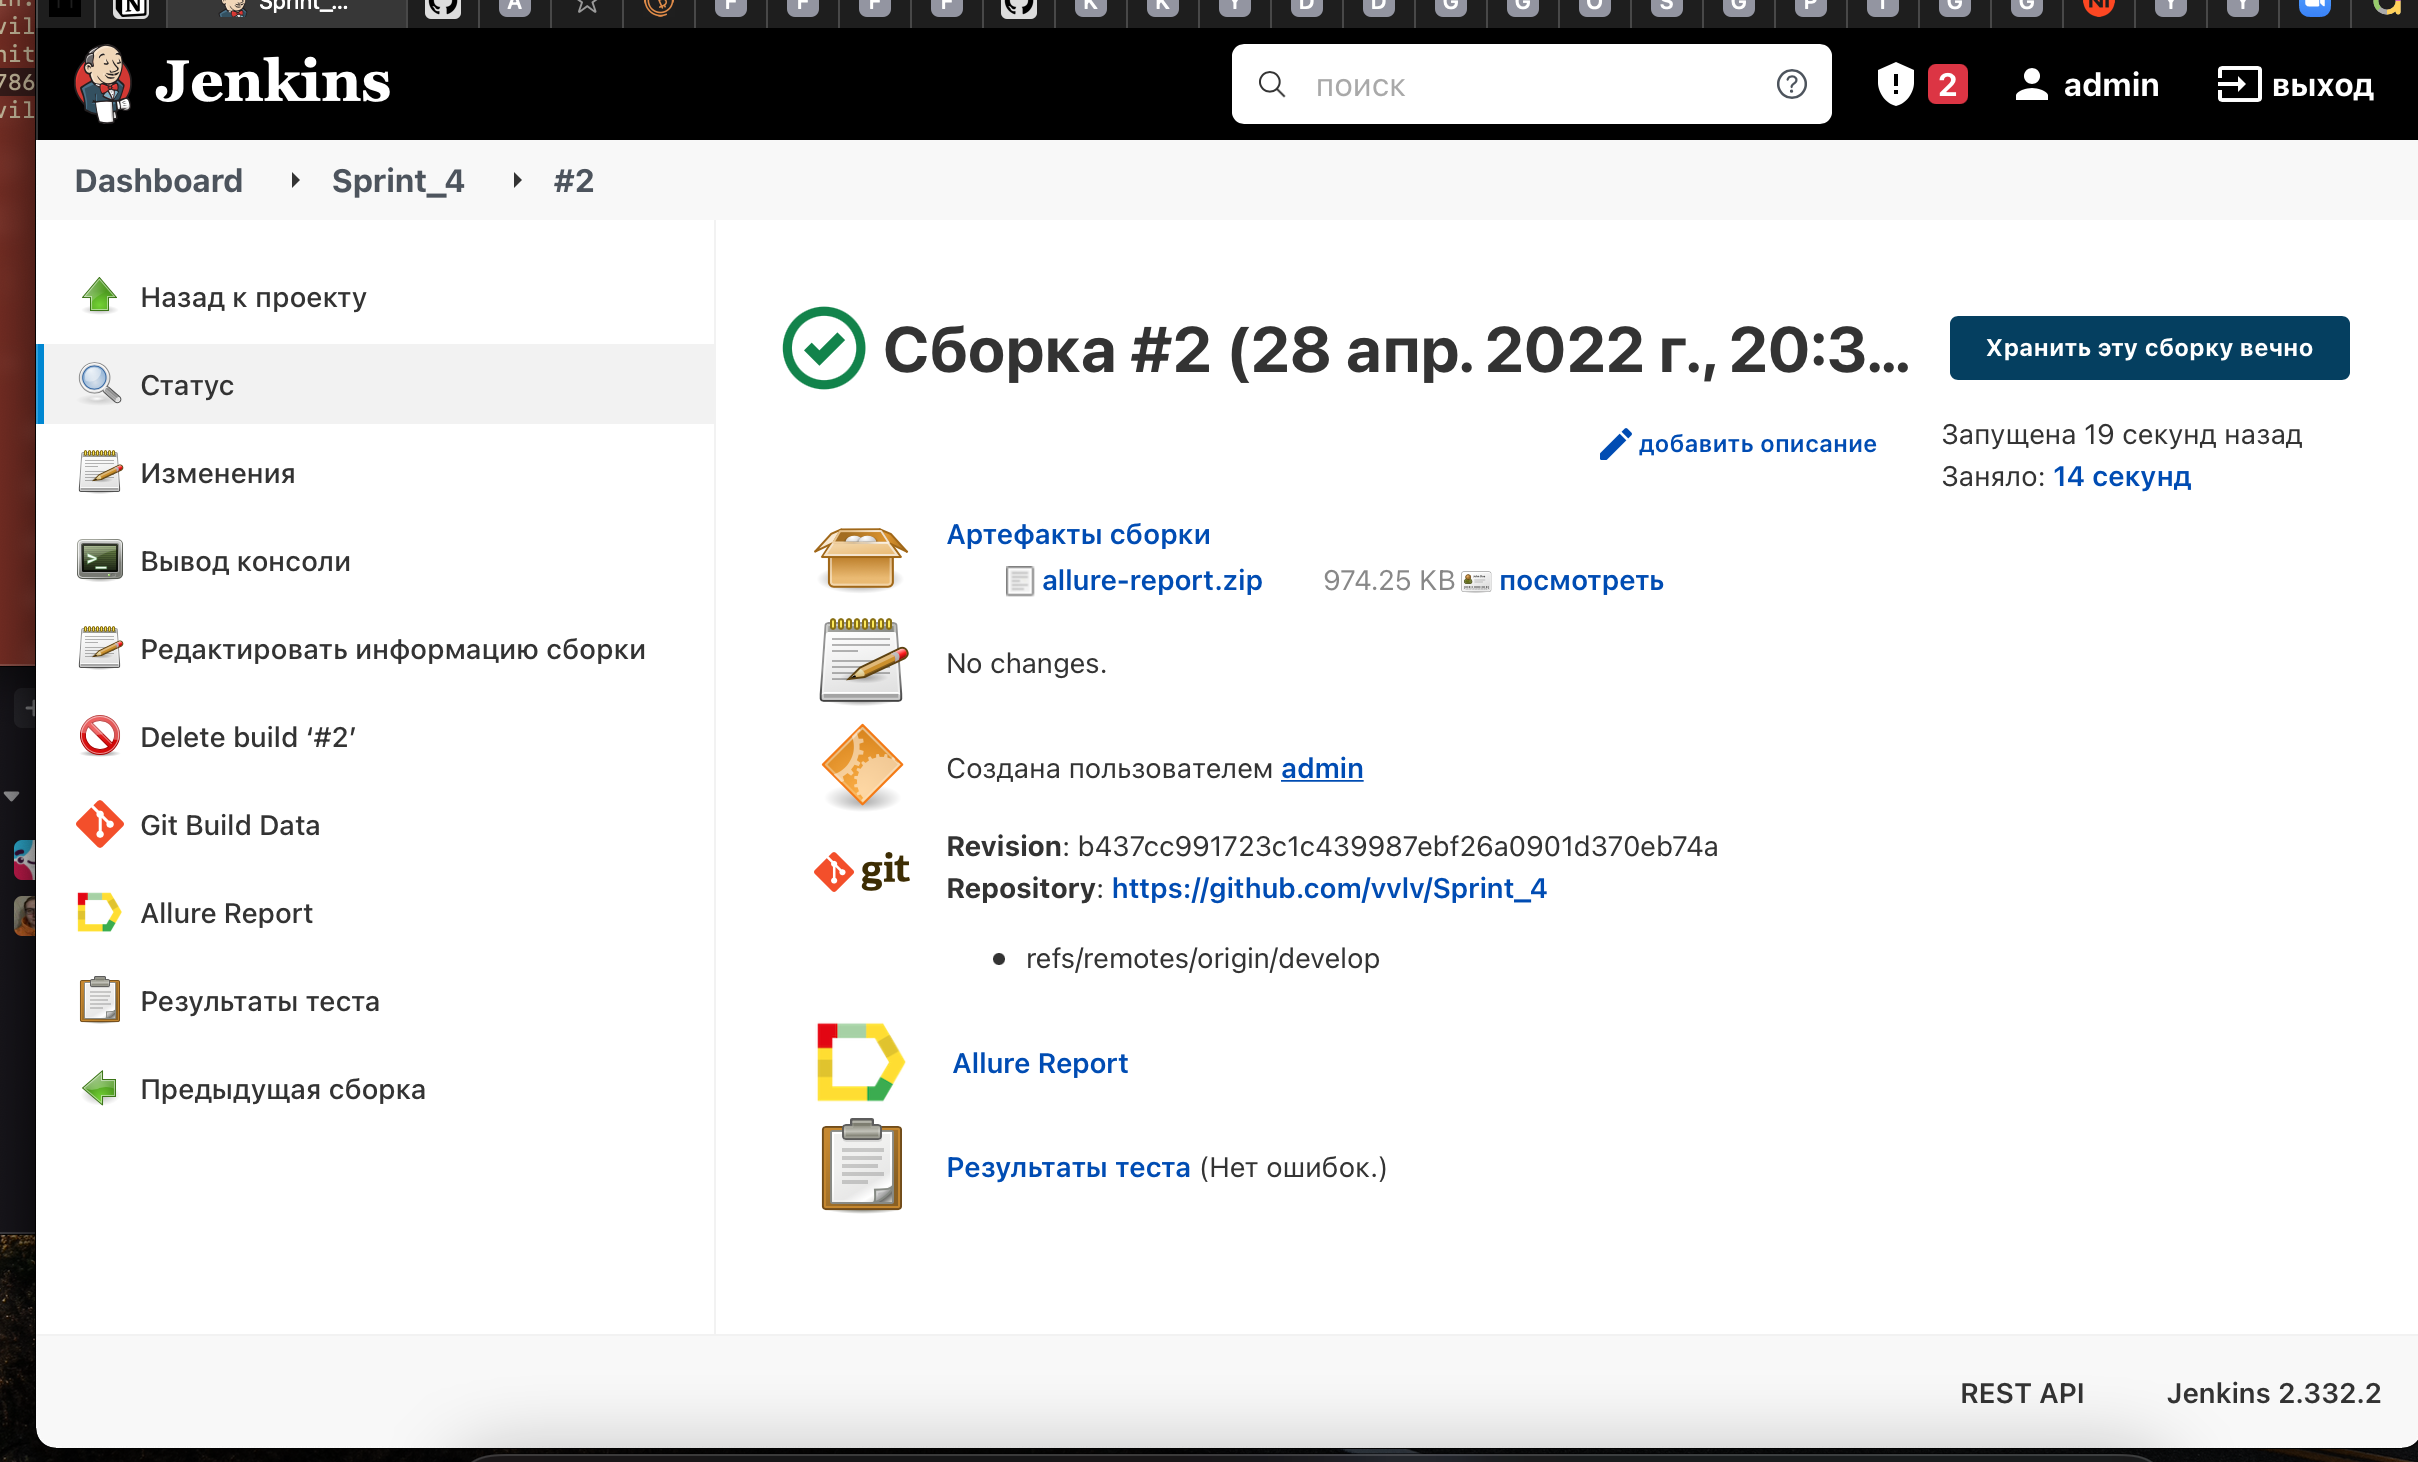 Sprint_...
Jenkins
поиск
2
admin
выход
Dashboard
Sprint_4
#2
Назад к проекту
Статус
Изменения
Вывод консоли
Редактировать информацию сборки
Delete build ‘#2’
Git Build Data
Allure Report
Результаты теста
Предыдущая сборка
Сборка #2 (28 апр. 2022 г., 20:3...
Хранить эту сборку вечно
добавить описание
Запущена 19 секунд назад
Заняло: 14 секунд
Артефакты сборки
allure-report.zip 974.25 KB посмотреть
No changes.
Создана пользователем admin
git
Revision: b437cc991723c1c439987ebf26a0901d370eb74a
Repository: https://github.com/vvlv/Sprint_4
refs/remotes/origin/develop
Allure Report
Результаты теста (Нет ошибок.)
REST API
Jenkins 2.332.2